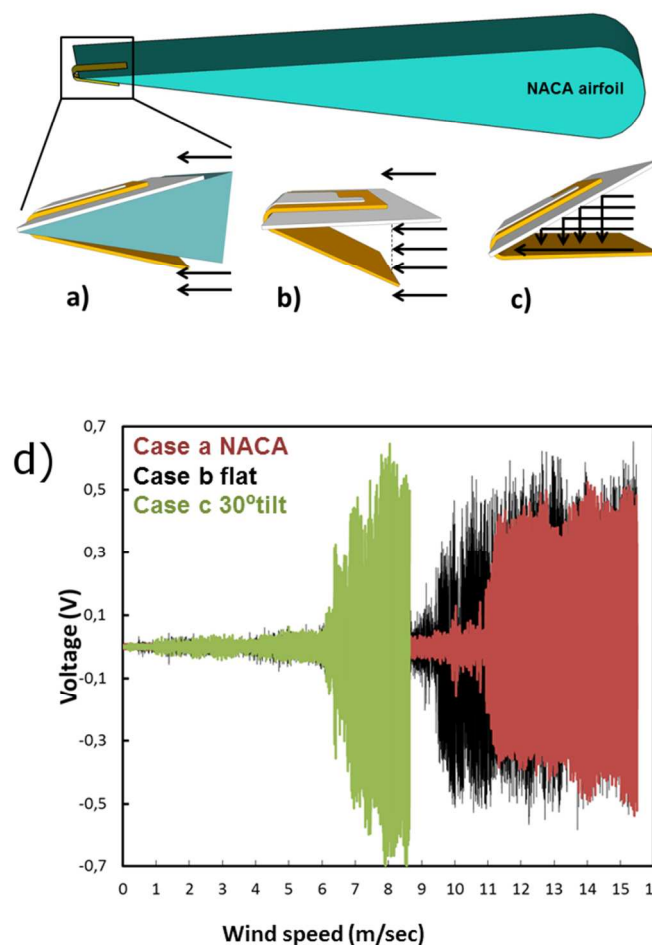 NACA airfoil
a)
b)
c)
d)
Case a NACA
Case b flat
Case c 30ºtilt
0,7
0,5
0,3
0,1
-0,1
-0,3
-0,5
-0,7
Voltage (V)
0 1 2 3 4 5 6 7 8 9 10 11 12 13 14 15 1
Wind speed (m/sec)